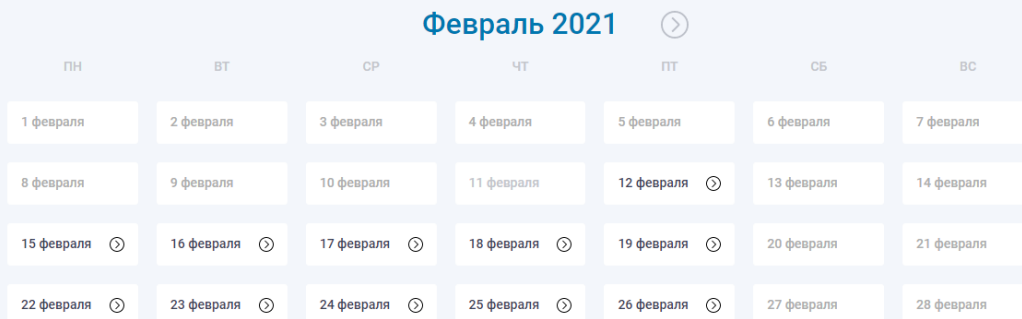 Февраль 2021
ПН ВТ СР ЧТ ПТ СБ ВС
1 февраля 2 февраля 3 февраля 4 февраля 5 февраля 6 февраля 7 февраля
8 февраля 9 февраля 10 февраля 11 февраля 12 февраля 13 февраля 14 февраля
15 февраля 16 февраля 17 февраля 18 февраля 19 февраля 20 февраля 21 февраля
22 февраля 23 февраля 24 февраля 25 февраля 26 февраля 27 февраля 28 февраля